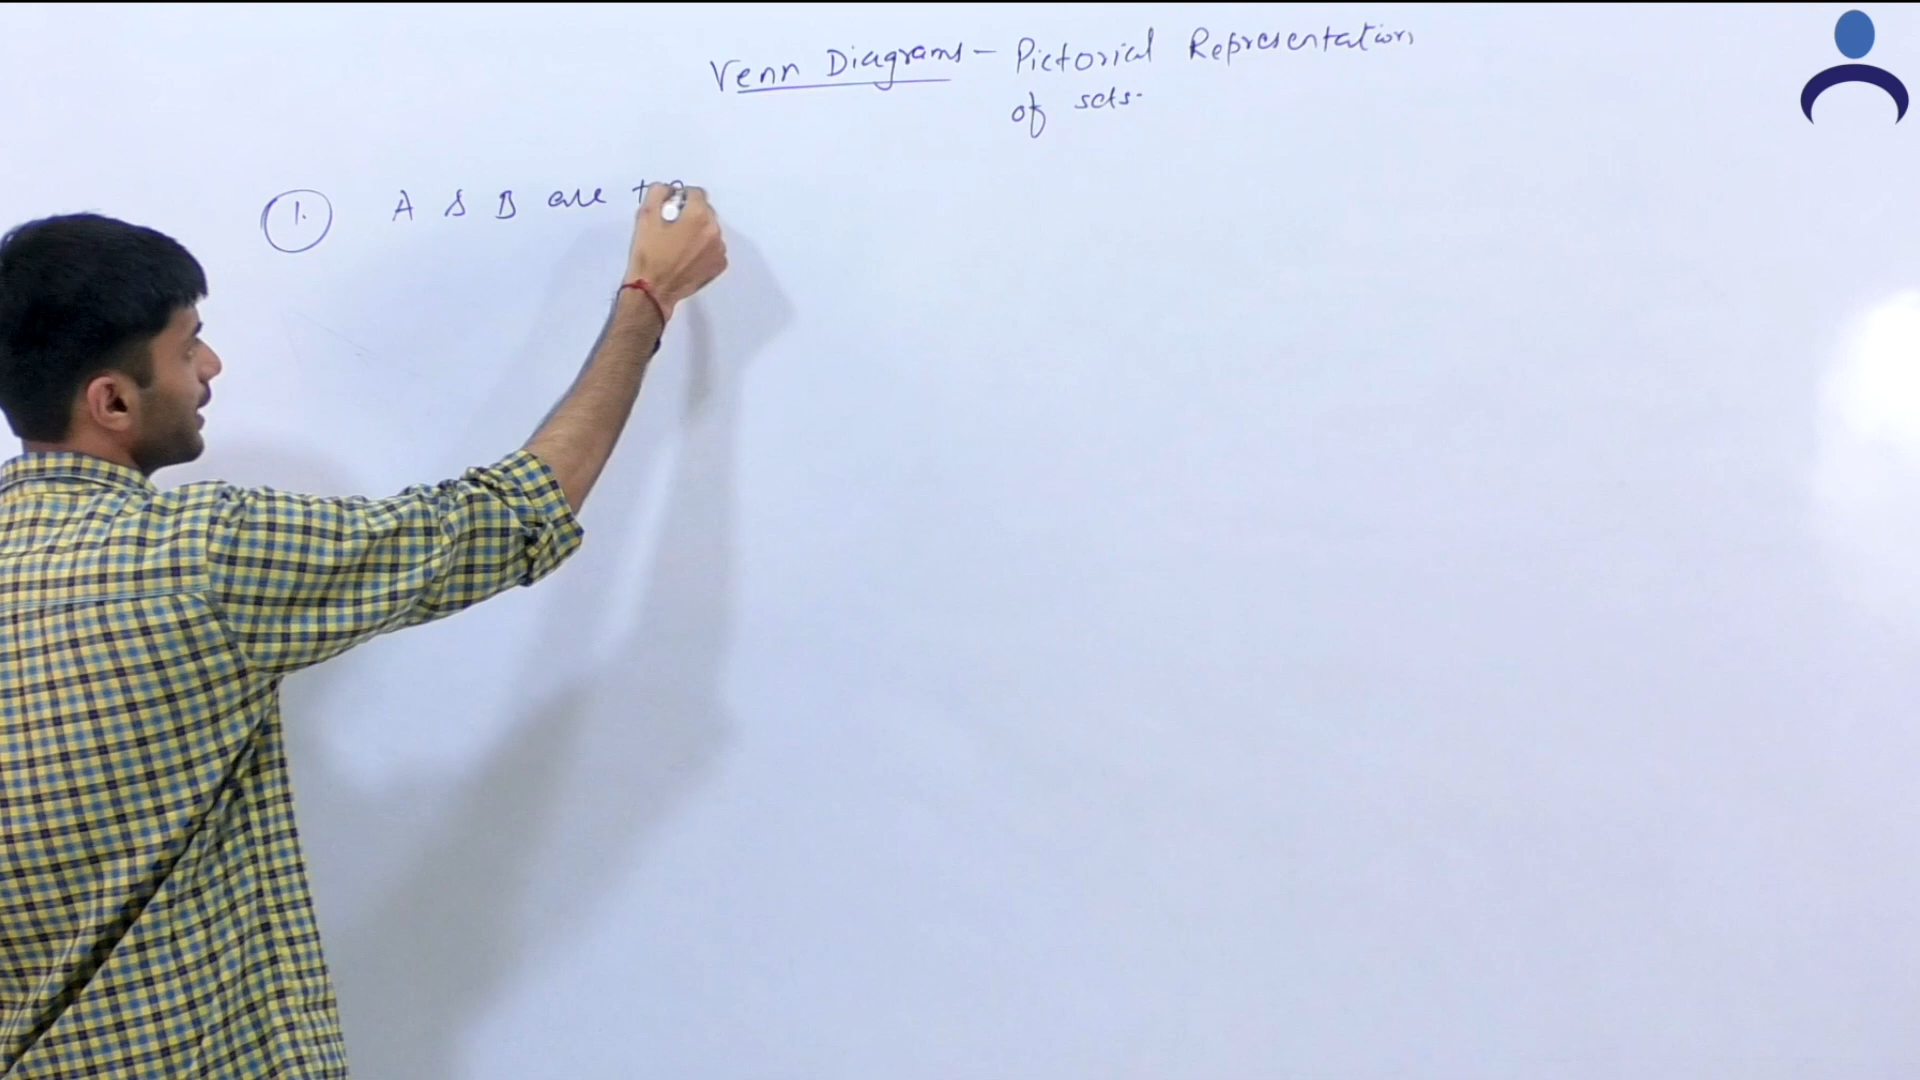 Venn Diagrams - Pictorial Representation
of sets.
1. A & B are